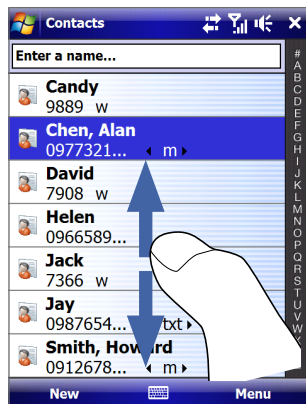 Contacts
Enter a name...
Candy
9889 w
Chen, Alan
0977321... m
David
7908 w
Helen
0966589...
Jack
7366 w
Jay
0987654... txt
Smith, Howard
0912678... m
#
A
B
C
D
E
F
G
H
I
J
K
L
M
N
O
P
Q
R
S
T
U
V
W
New Menu